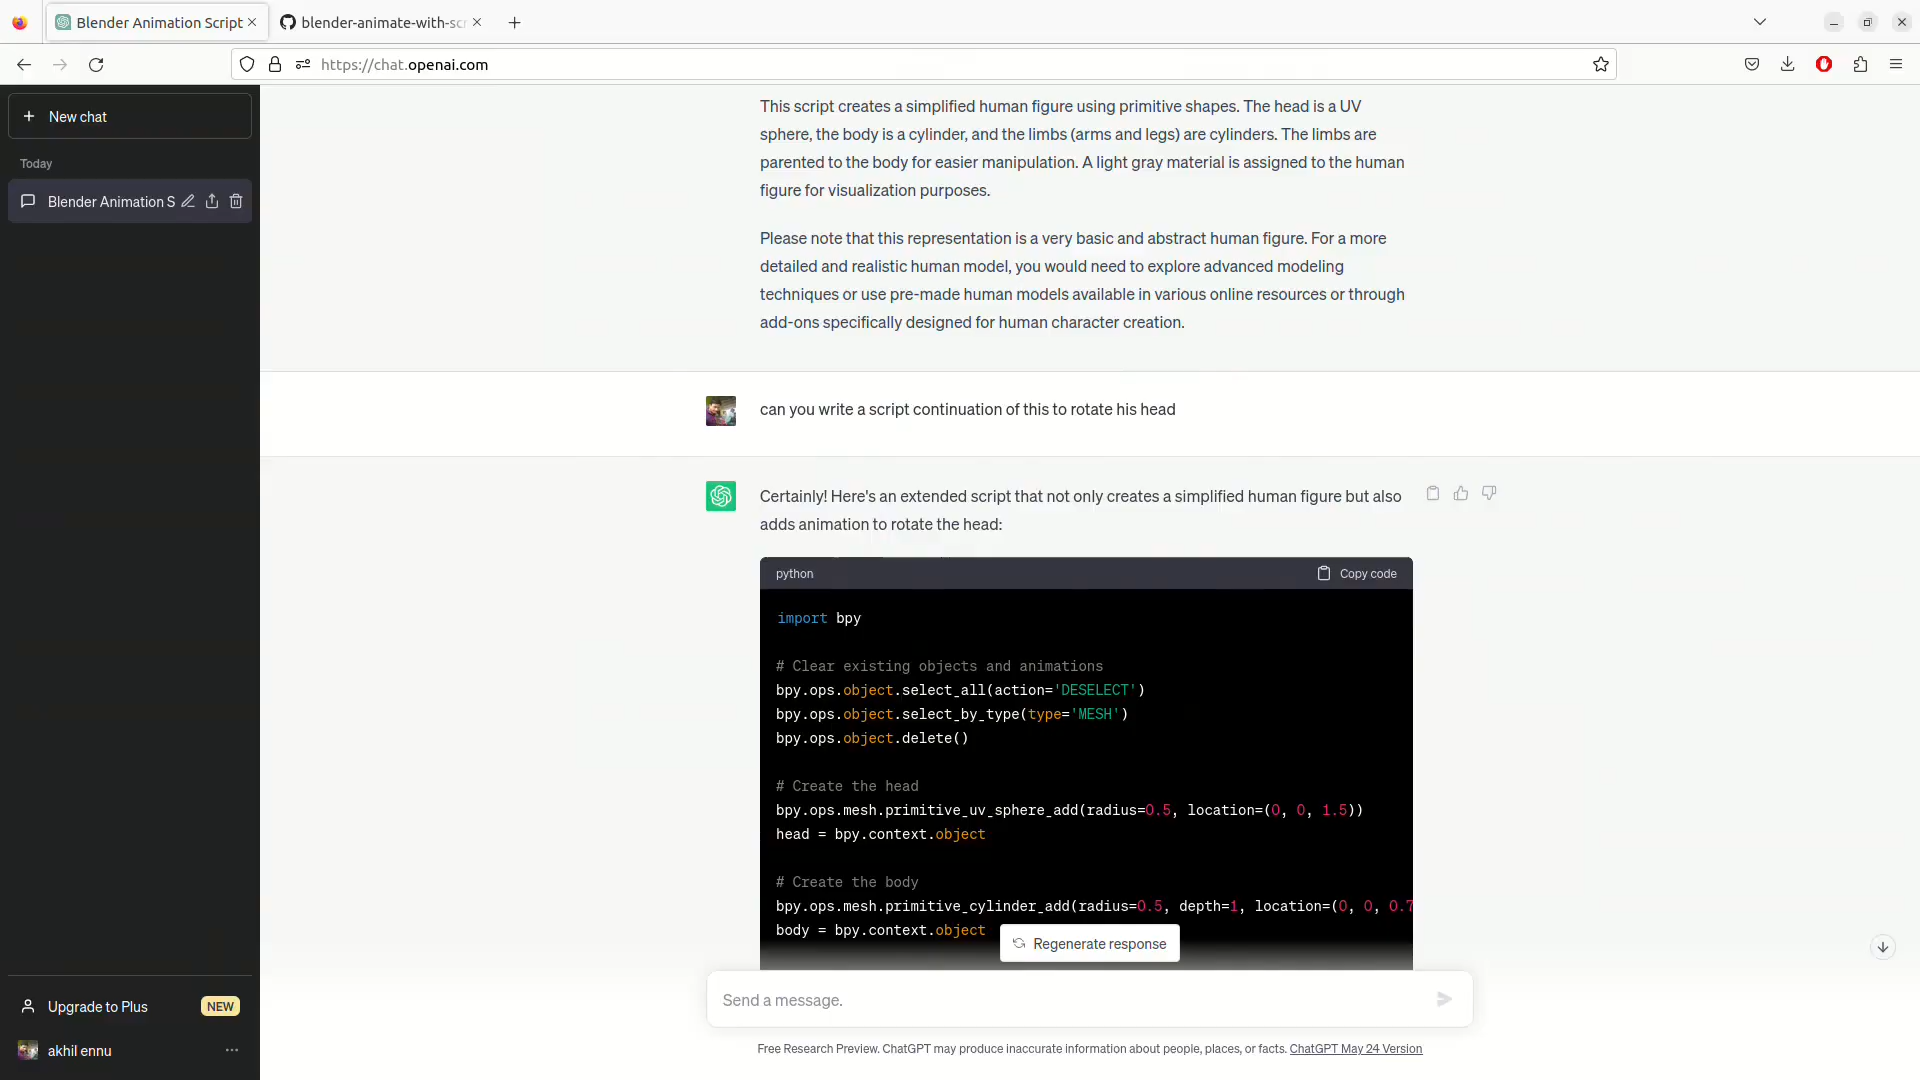 Blender Animation Script
blender-animate-with-scr
https://chat.openai.com
New chat
Today
Blender Animation S
This script creates a simplified human figure using primitive shapes. The head is a UV
sphere, the body is a cylinder, and the limbs (arms and legs) are cylinders. The limbs are
parented to the body for easier manipulation. A light gray material is assigned to the human
figure for visualization purposes.
Please note that this representation is a very basic and abstract human figure. For a more
detailed and realistic human model, you would need to explore advanced modeling
techniques or use pre-made human models available in various online resources or through
add-ons specifically designed for human character creation.
can you write a script continuation of this to rotate his head
Certainly! Here's an extended script that not only creates a simplified human figure but also
adds animation to rotate the head:
python
Copy code
import bpy
# Clear existing objects and animations
bpy.ops.object.select_all(action='DESELECT')
bpy.ops.object.select_by_type(type='MESH')
bpy.ops.object.delete()
# Create the head
bpy.ops.mesh.primitive_uv_sphere_add(radius=0.5, location=(0, 0, 1.5))
head = bpy.context.object
# Create the body
bpy.ops.mesh.primitive_cylinder_add(radius=0.5, depth=1, location=(0, 0, 0.7
body = bpy.context.object
Regenerate response
Send a message.
Free Research Preview. ChatGPT may produce inaccurate information about people, places, or facts. ChatGPT May 24 Version
Upgrade to Plus
NEW
akhil ennu